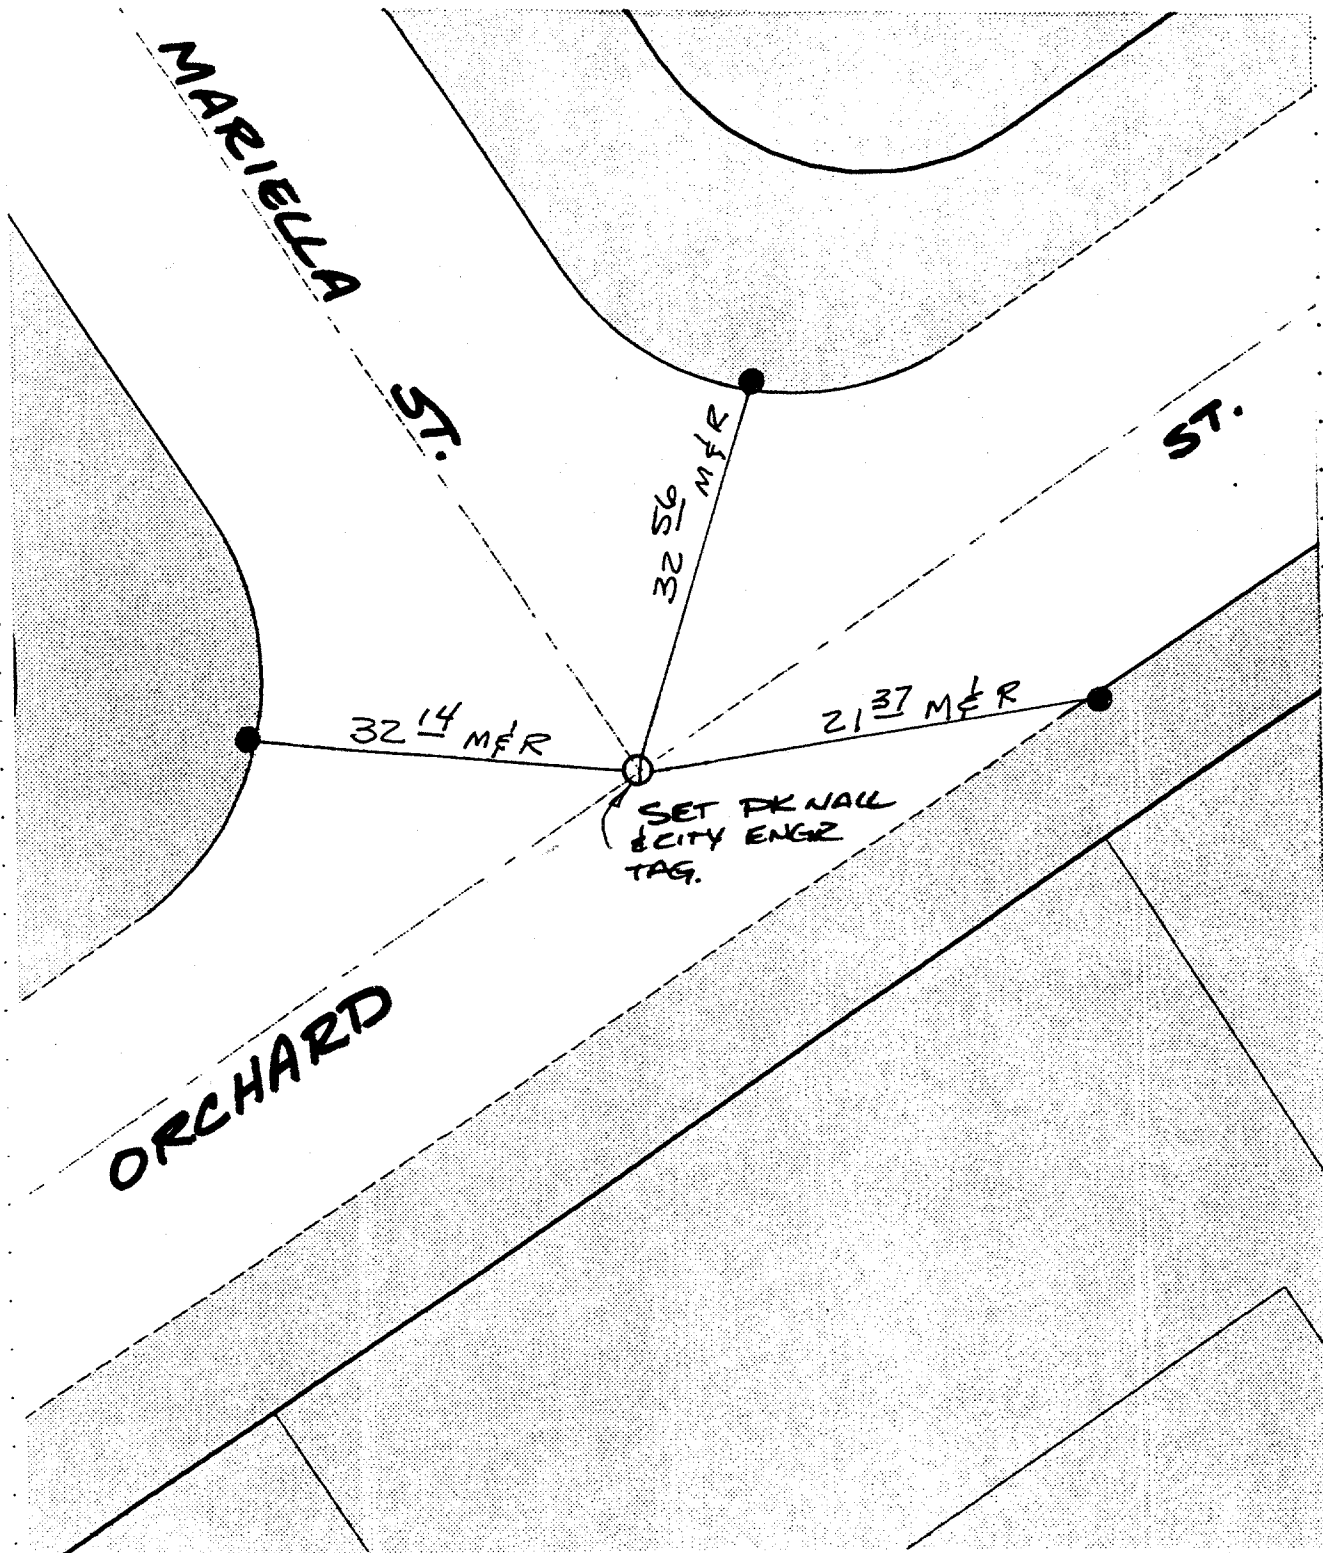 MARIELLA ST.
32 56 M & R
ST.
32 14 M & R
21 37 M & R
SET PK NAIL
& CITY ENGR
TAG.
ORCHARD